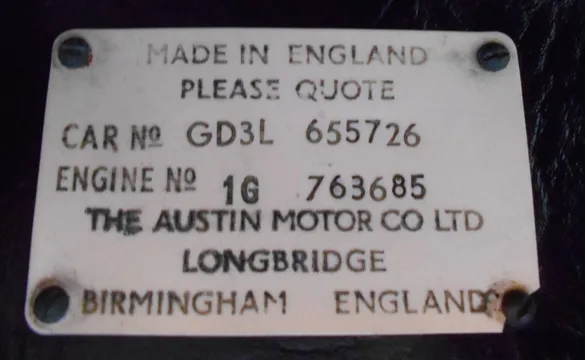 MADE IN ENGLAND
PLEASE QUOTE
CAR Nº GD3L 655726
ENGINE Nº 1G 763685
THE AUSTIN MOTOR CO LTD
LONGBRIDGE
BIRMINGHAM ENGLAND